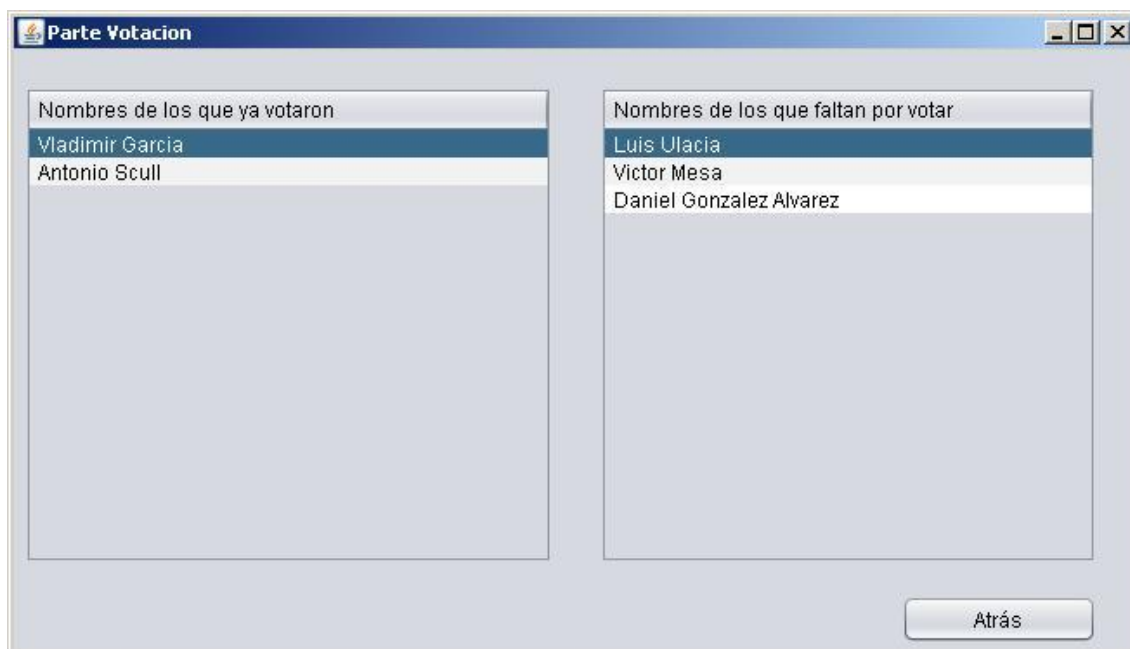 Parte Votacion
Nombres de los que ya votaron
Vladimir Garcia
Antonio Scull
Nombres de los que faltan por votar
Luis Ulacia
Victor Mesa
Daniel Gonzalez Alvarez
Atrás